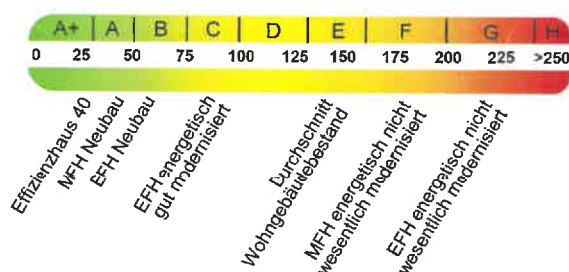 A+ A B C D E F G H
0 25 50 75 100 125 150 175 200 225 >250
Effizienzhaus 40
MFH Neubau
EFH Neubau
EFH energetisch
gut modernisiert
Durchschnitt
Wohngebäudebestand
MFH energetisch nicht
wesentlich modernisiert
EFH energetisch nicht
wesentlich modernisiert